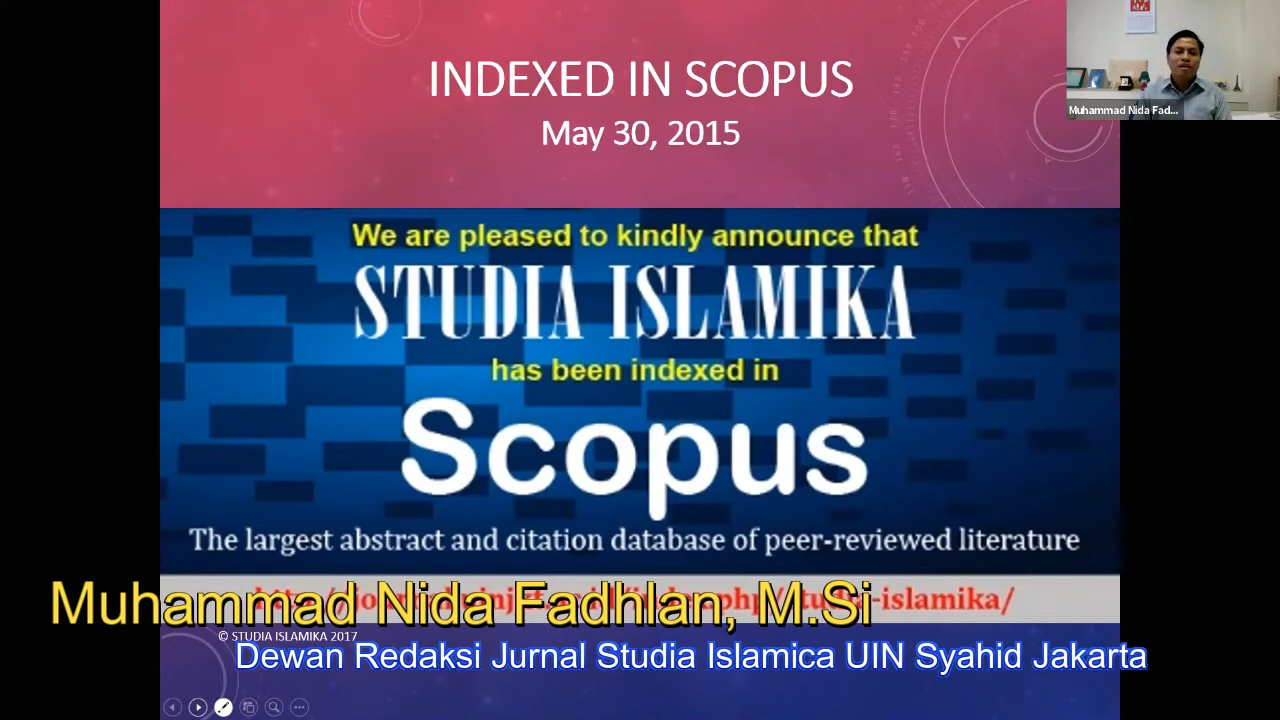 INDEXED IN SCOPUS
May 30, 2015
Muhammad Nida Fad...
We are pleased to kindly announce that
STUDIA ISLAMIKA
has been indexed in
Scopus
The largest abstract and citation database of peer-reviewed literature
-islamika/
Muhammad Nida Fadhlan, M.Si
© STUDIA ISLAMIKA 2017
Dewan Redaksi Jurnal Studia Islamica UIN Syahid Jakarta